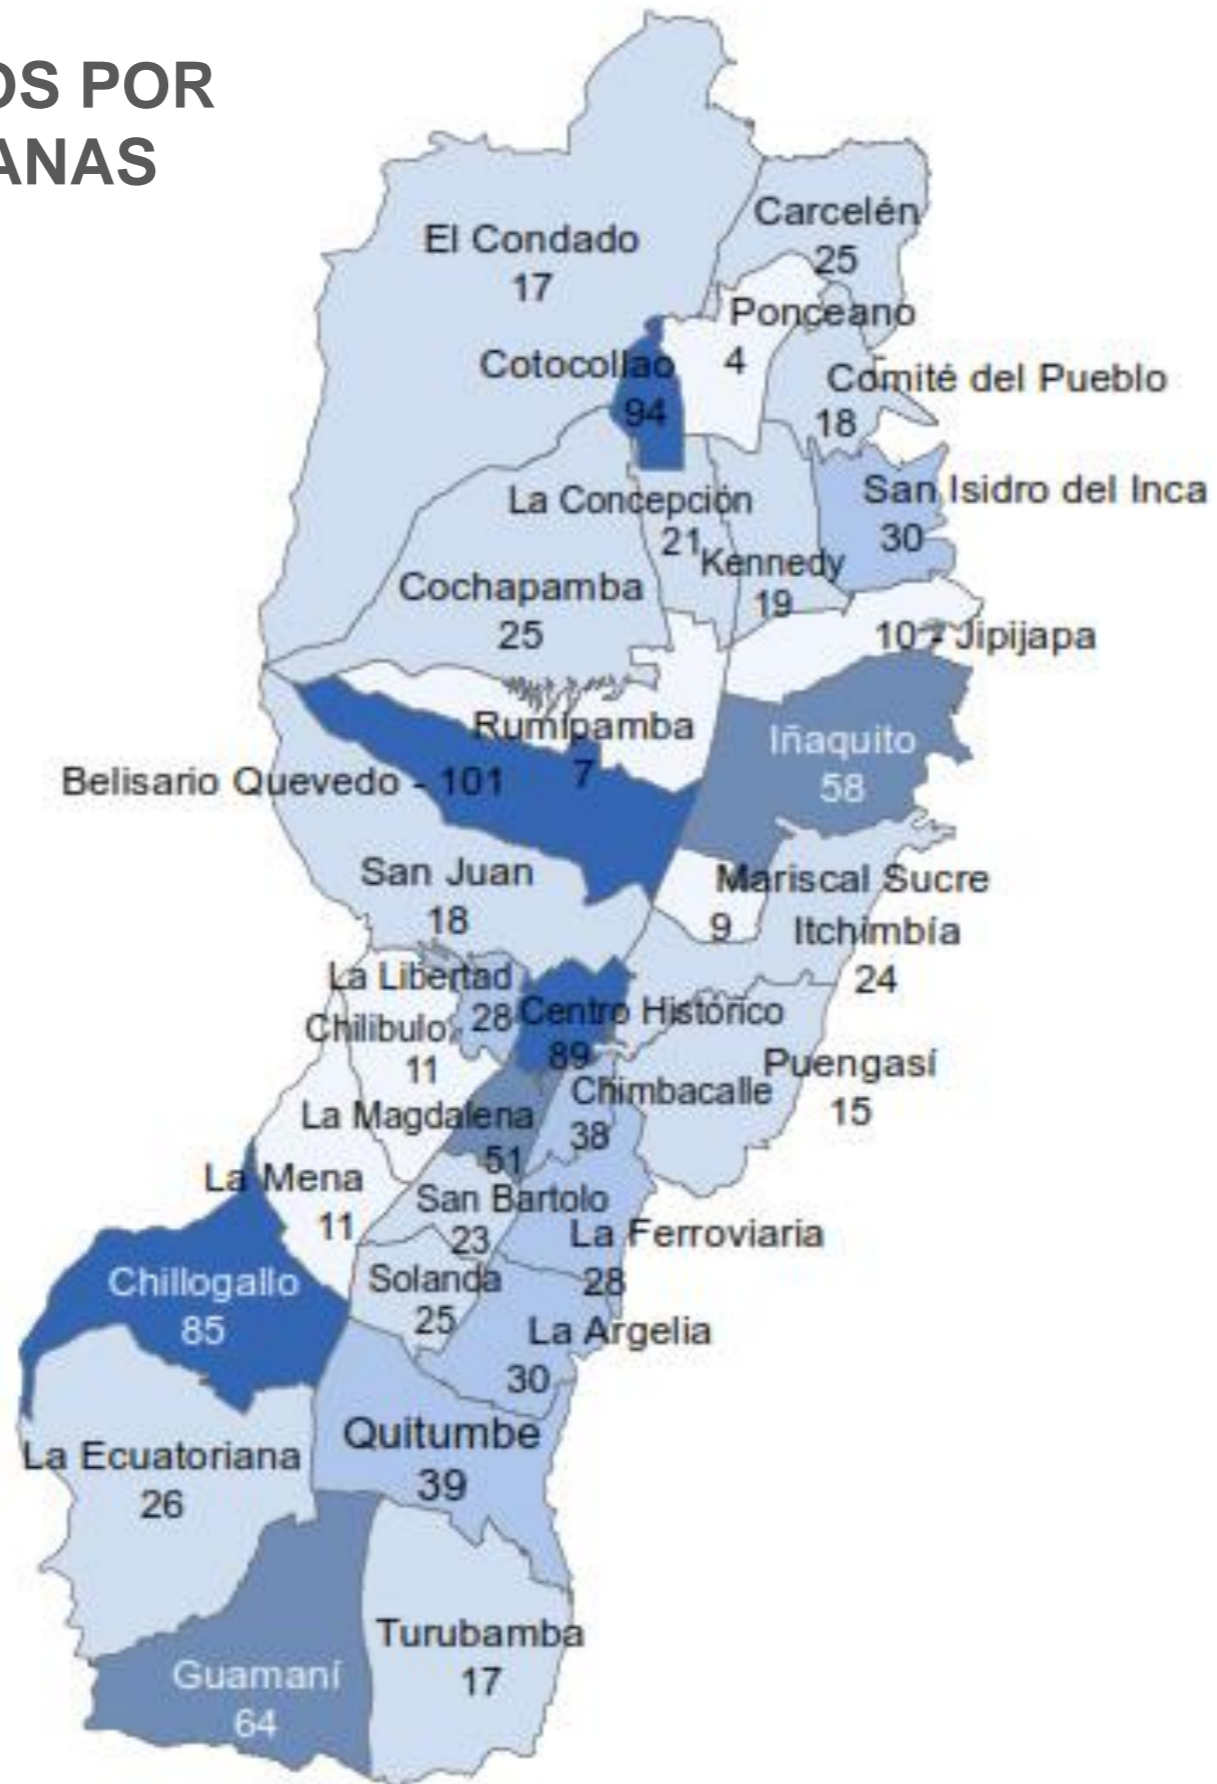 OS POR
ANAS
El Condado
17
Carcelén
25
Ponceano
4
Cotocollao
94
Comité del Pueblo
18
La Concepción
21
San Isidro del Inca
30
Kennedy
19
Cochapamba
25
10 - Jipijapa
Rumipamba
7
Iñaquito
58
Belisario Quevedo - 101
San Juan
18
Mariscal Sucre
9
Itchimbía
24
La Libertad
28
Centro Histórico
89
Chilibulo
11
Puengasí
15
Chimbacalle
38
La Magdalena
51
La Mena
11
San Bartolo
23
La Ferroviaria
28
Chillogallo
85
Solanda
25
La Argelia
30
Quitumbe
39
La Ecuatoriana
26
Turubamba
17
Guamaní
64